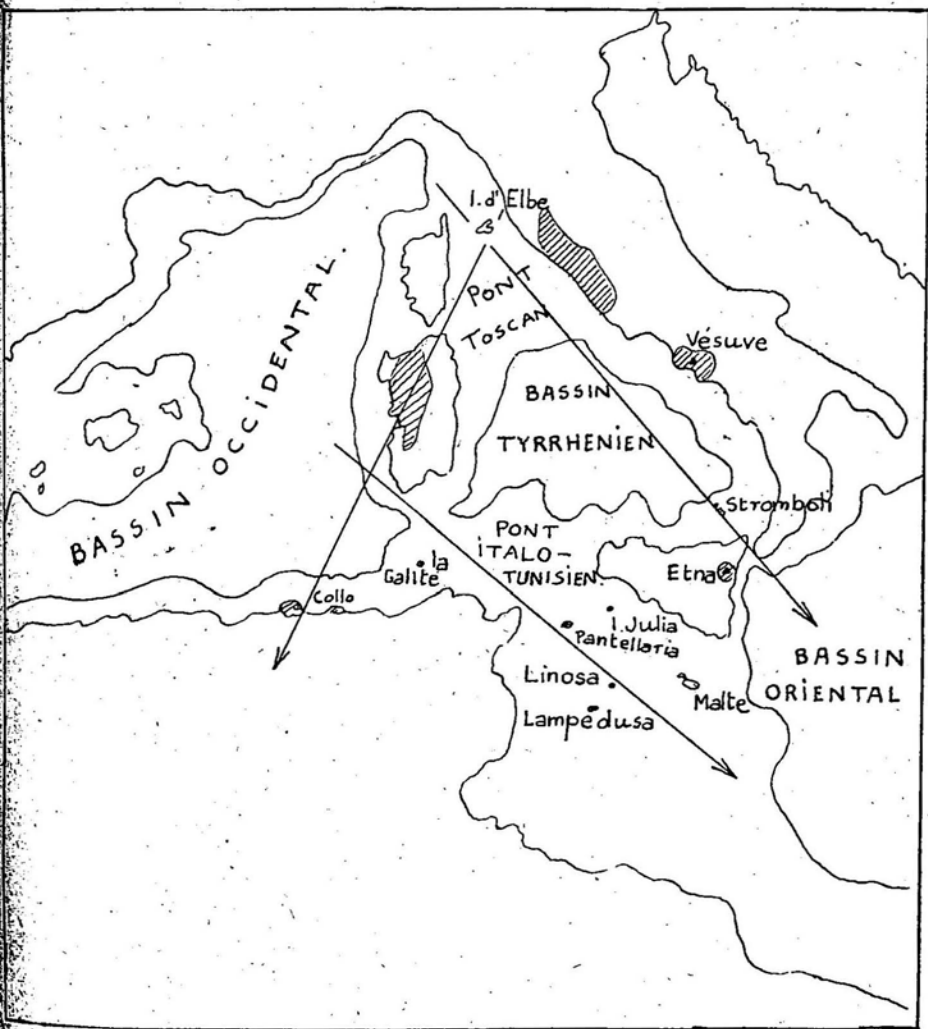 I. d' Elbe
PONT
TOSCAN
BASSIN OCCIDENTAL.
Vésuve
BASSIN
TYRRHENIEN
Stromboli
PONT
iTALO-
TUNISIEN
la
Galite
Etna
Collo
i. Julia
Pantellaria
Linosa
Malte
Lampédusa
BASSIN
ORiENTAL